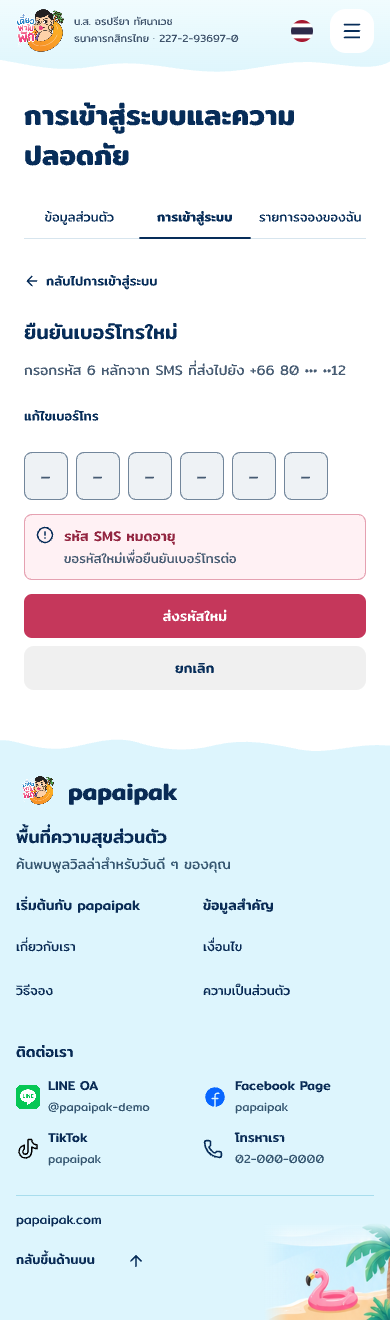 น.ส. อรปรียา ทัศนาเวช
ธนาคารกสิกรไทย · 227-2-93697-0
การเข้าสู่ระบบและความ
ปลอดภัย
ข้อมูลส่วนตัว
การเข้าสู่ระบบ
รายการจองของฉัน
← กลับไปการเข้าสู่ระบบ
ยืนยันเบอร์โทรใหม่
กรอกรหัส 6 หลักจาก SMS ที่ส่งไปยัง +66 80 ••• ••12
แก้ไขเบอร์โทร
– – – – – –
รหัส SMS หมดอายุ
ขอรหัสใหม่เพื่อยืนยันเบอร์โทรต่อ
ส่งรหัสใหม่
ยกเลิก
papaipak
พื้นที่ความสุขส่วนตัว
ค้นพบพูลวิลล่าสำหรับวันดี ๆ ของคุณ
เริ่มต้นกับ papaipak
ข้อมูลสำคัญ
เกี่ยวกับเรา
เงื่อนไข
วิธีจอง
ความเป็นส่วนตัว
ติดต่อเรา
LINE OA
@papaipak-demo
Facebook Page
papaipak
TikTok
papaipak
โทรหาเรา
02-000-0000
papaipak.com
กลับขึ้นด้านบน ↑